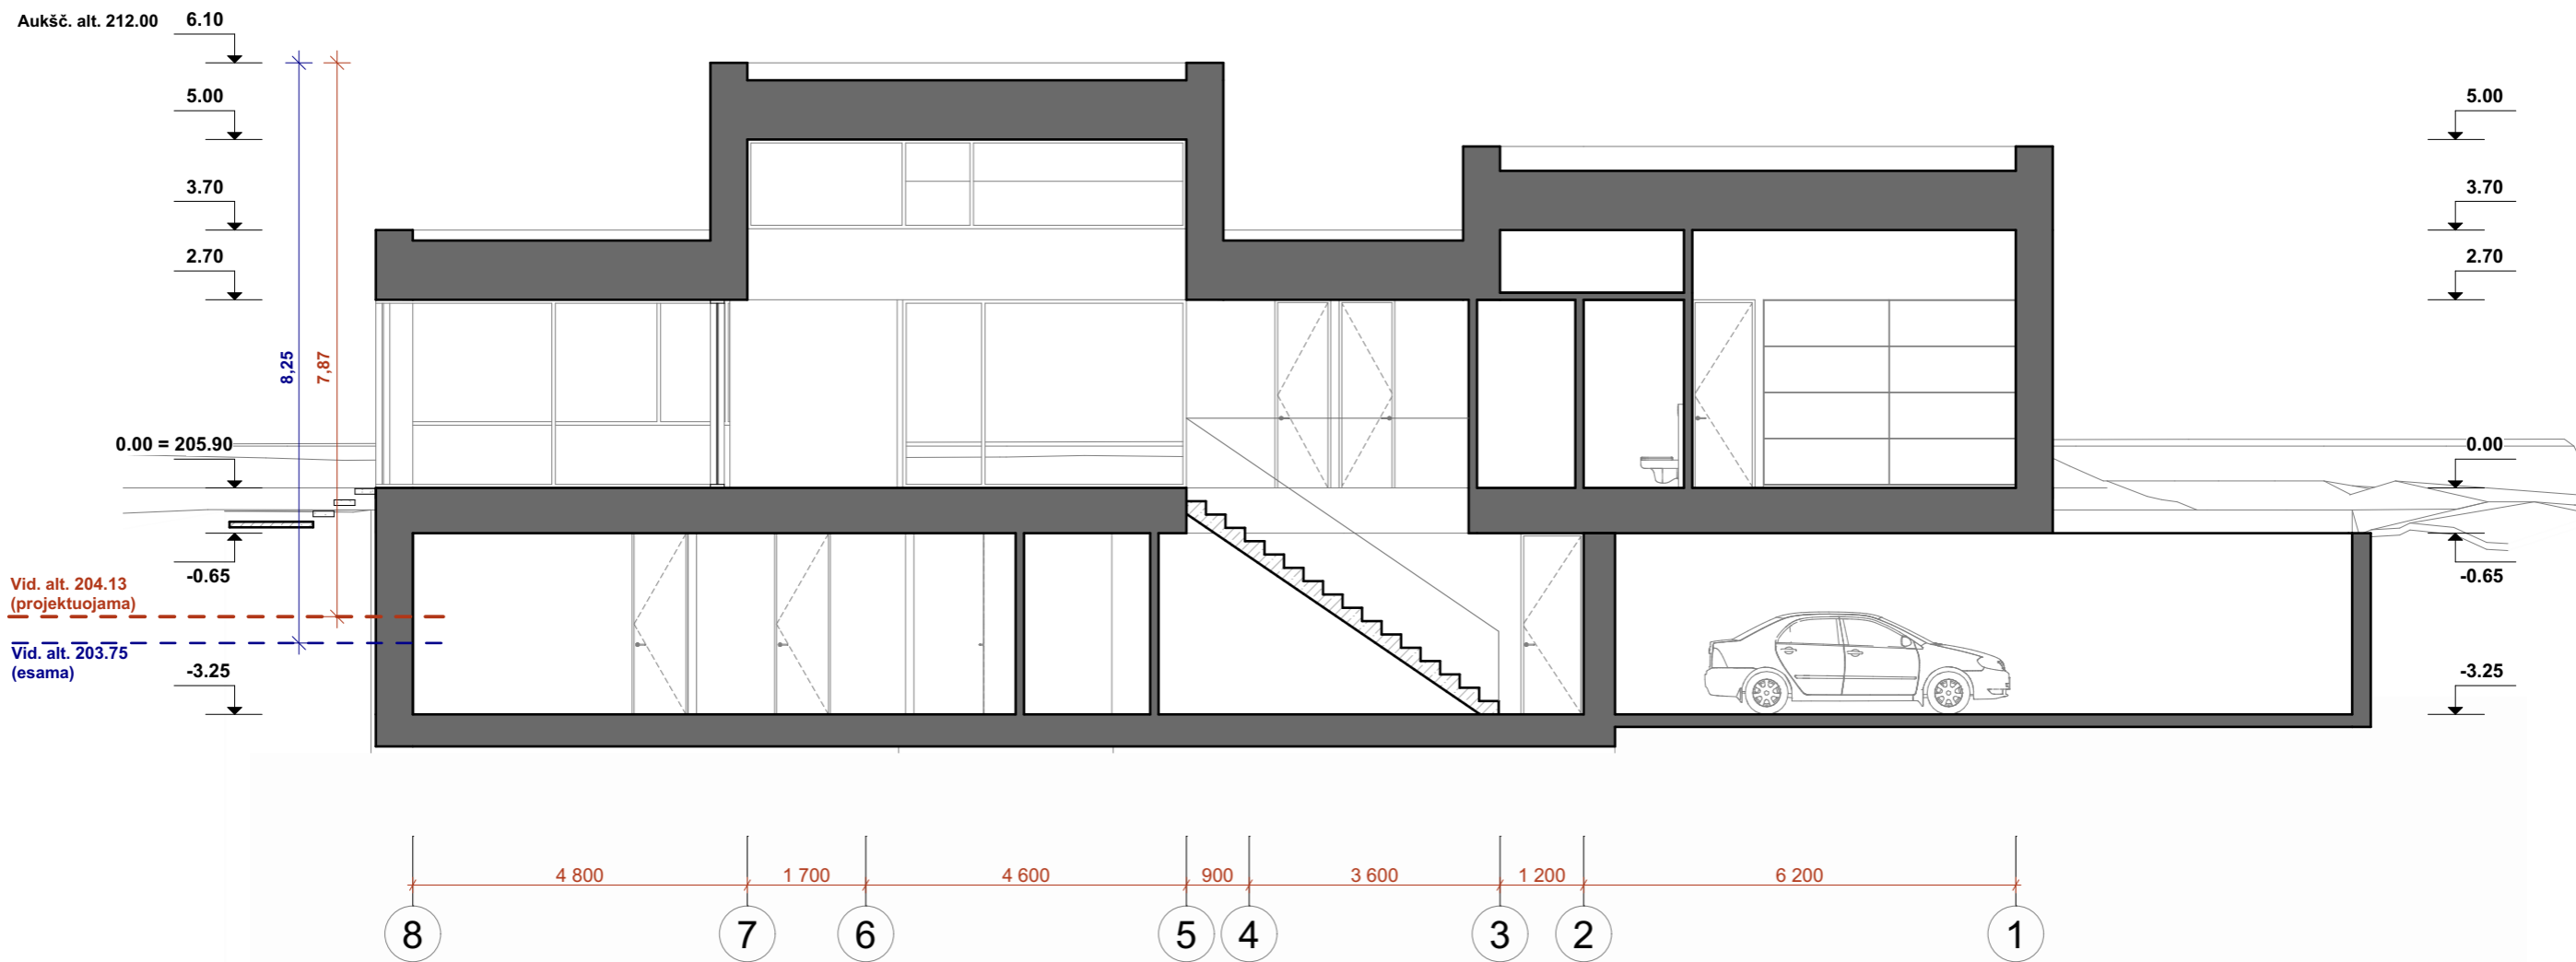 Aukšč. alt. 212.00 6.10
5.00 5.00
3.70 3.70
2.70 2.70
8,25 7,87
0.00 = 205.90 0.00
-0.65 -0.65
Vid. alt. 204.13
(projektuojama)
Vid. alt. 203.75
(esama)
-3.25 -3.25
4 800 1 700 4 600 900 3 600 1 200 6 200
8 7 6 5 4 3 2 1